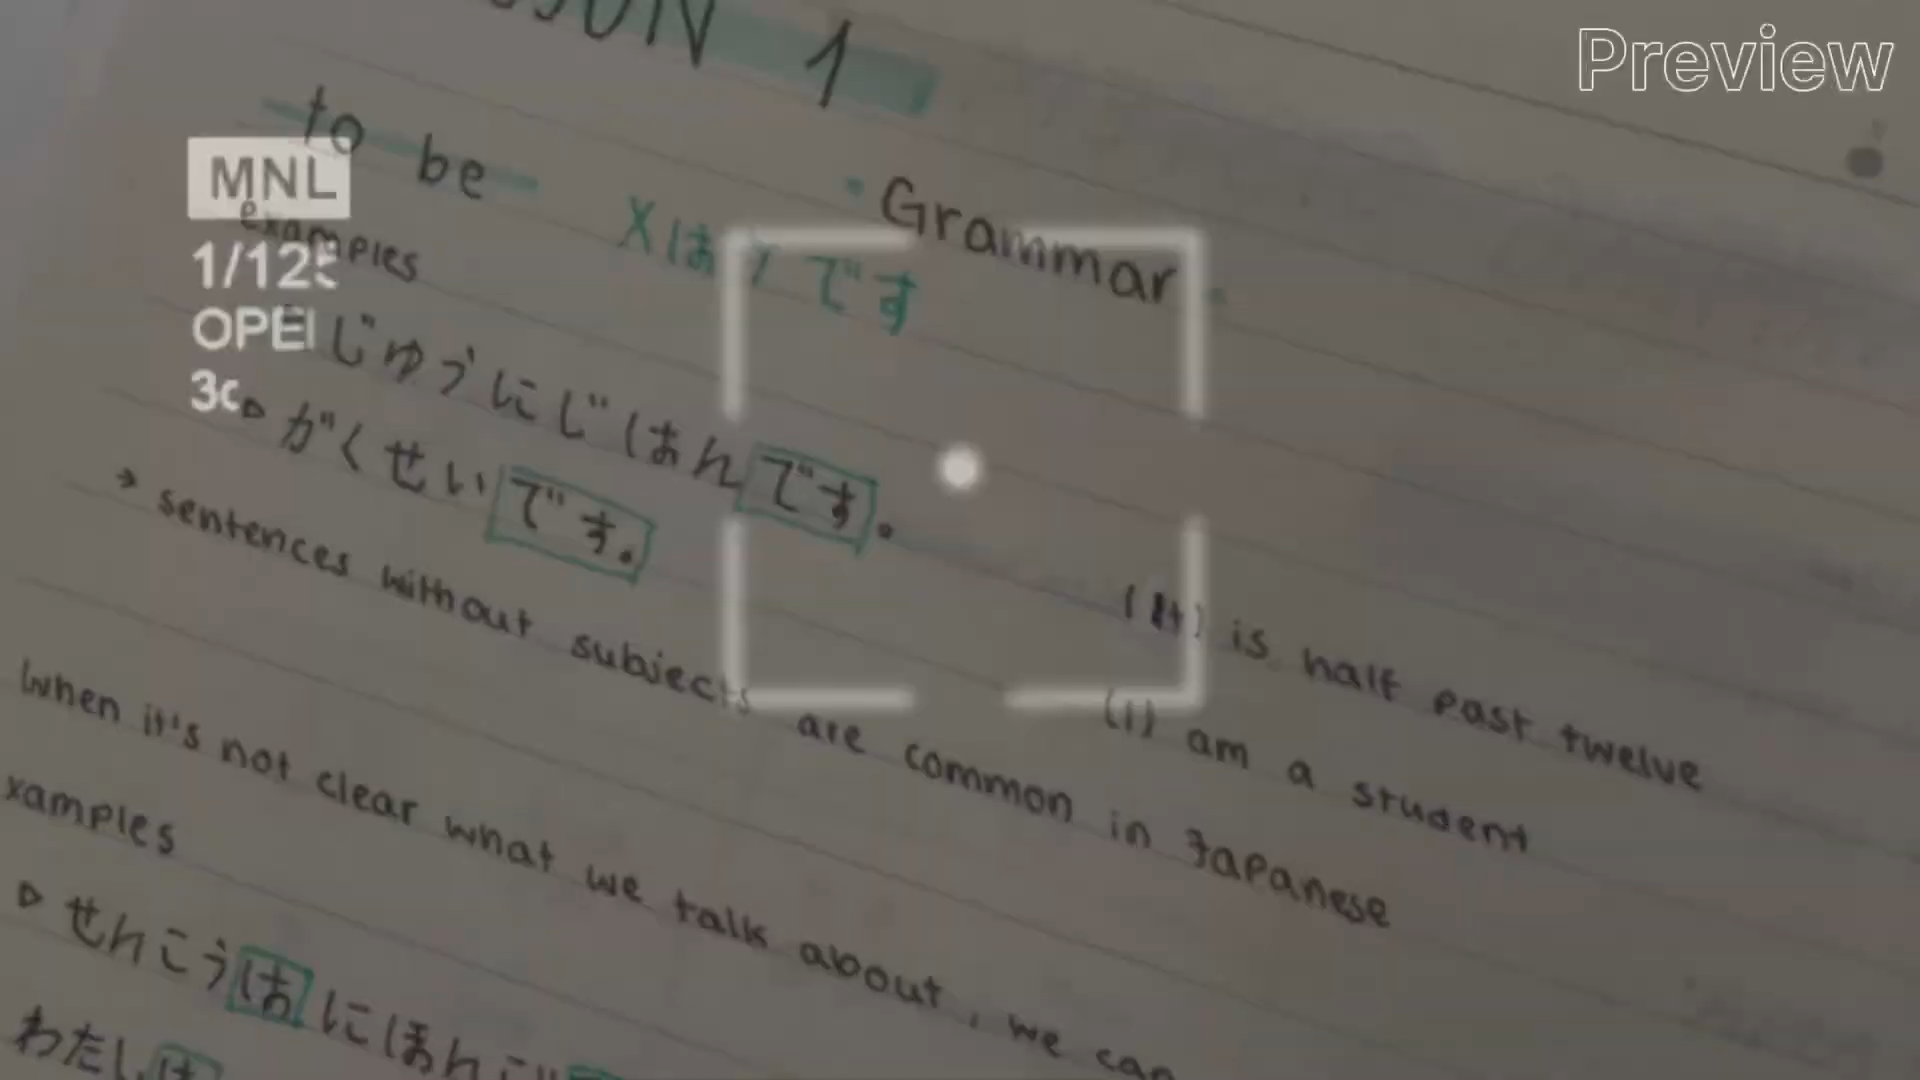 Preview
LESSON 1
to be
MNL
Grammar
examples
XはYです
1/125
OPE
じゅうにじはんです。
(It) is half past twelve
がくせいです。
(I) am a student
→ sentences without subjects are common in Japanese
When it's not clear what we talk about, we can
xamples
せんこうはにほんご
わたしは